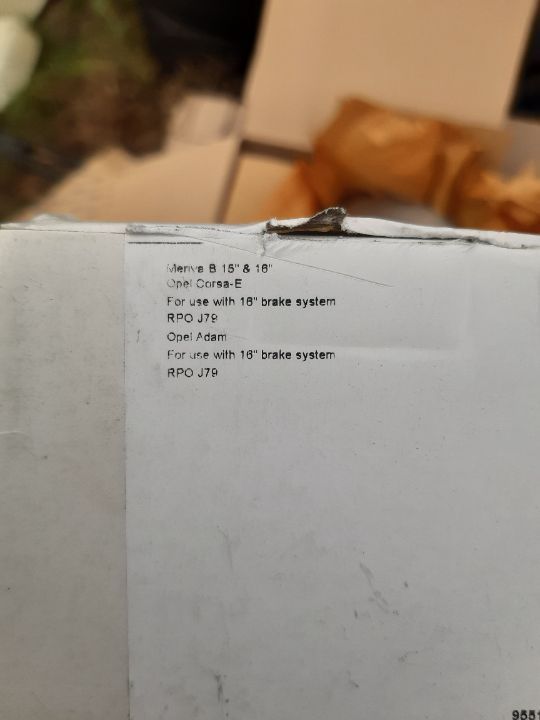 Meriva B 15" & 16"
Opel Corsa-E
For use with 16" brake system
RPO J79
Opel Adam
For use with 16" brake system
RPO J79